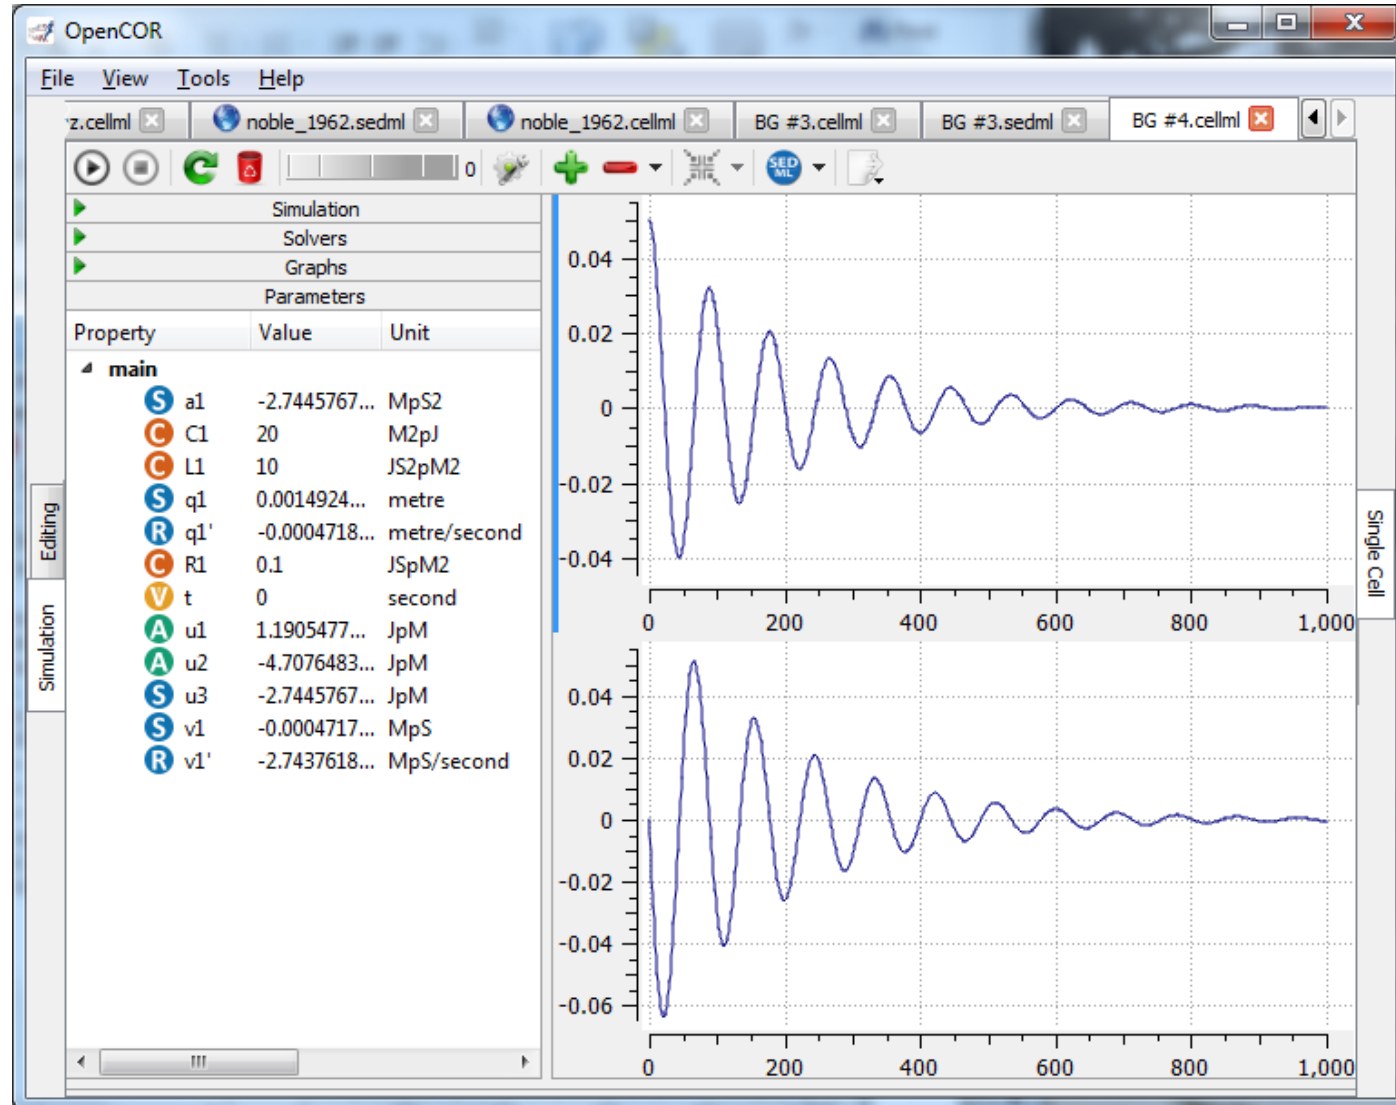 OpenCOR
File View Tools Help
z.cellml noble_1962.sedml noble_1962.cellml BG #3.cellml BG #3.sedml BG #4.cellml
0 SED ML
Simulation
Solvers
Graphs
Parameters
Property Value Unit
main
S a1 -2.7445767... MpS2
C C1 20 M2pJ
C L1 10 JS2pM2
S q1 0.0014924... metre
R q1' -0.0004718... metre/second
C R1 0.1 JSpM2
V t 0 second
A u1 1.1905477... JpM
A u2 -4.7076483... JpM
S u3 -2.7445767... JpM
S v1 -0.0004717... MpS
R v1' -2.7437618... MpS/second
Editing
Simulation
0.04
0.02
0
-0.02
-0.04
0 200 400 600 800 1,000
0.04
0.02
0
-0.02
-0.04
-0.06
0 200 400 600 800 1,000
Single Cell